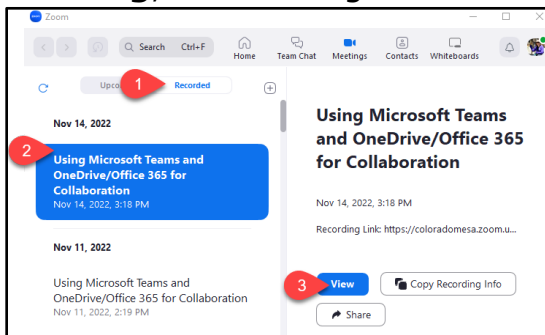 Zoom
Search Ctrl+F
Home
Team Chat
Meetings
Contacts
Whiteboards
1
Recorded
Nov 14, 2022
2
Using Microsoft Teams and
OneDrive/Office 365 for
Collaboration
Nov 14, 2022, 3:18 PM
Nov 11, 2022
Using Microsoft Teams and
OneDrive/Office 365 for Collaboration
Nov 11, 2022, 2:19 PM
Using Microsoft Teams
and OneDrive/Office 365
for Collaboration
Nov 14, 2022, 3:18 PM
Recording Link: https://coloradomesa.zoom.u...
3
View
Copy Recording Info
Share